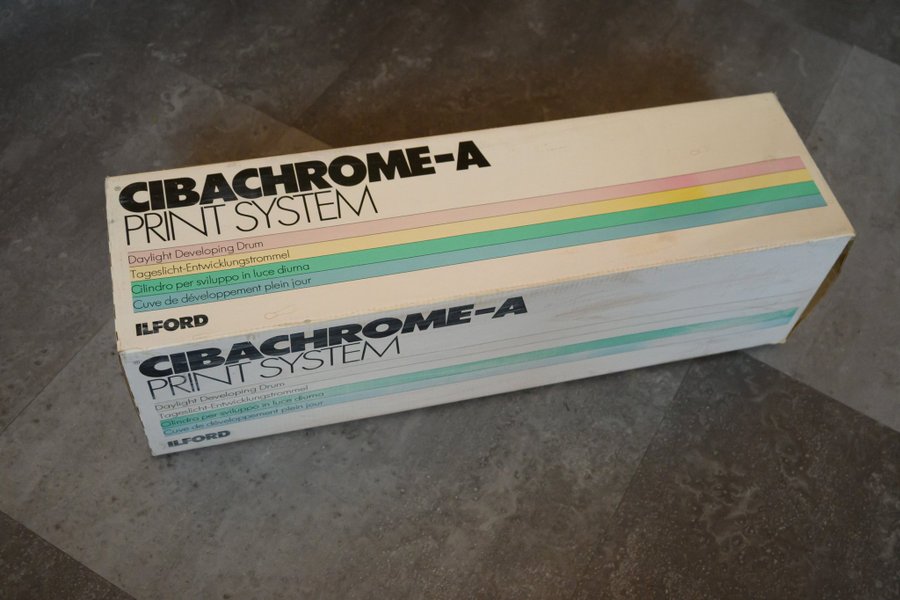 CIBACHROME-A
PRINT SYSTEM
Daylight Developing Drum
Tageslicht-Entwicklungstrommel
Cilindro per sviluppo in luce diurna
Cuve de développement plein jour
ILFORD
CIBACHROME-A
PRINT SYSTEM
Daylight Developing Drum
Tageslicht-Entwicklungstrommel
Cilindro per sviluppo in luce diurna
Cuve de développement plein jour
ILFORD